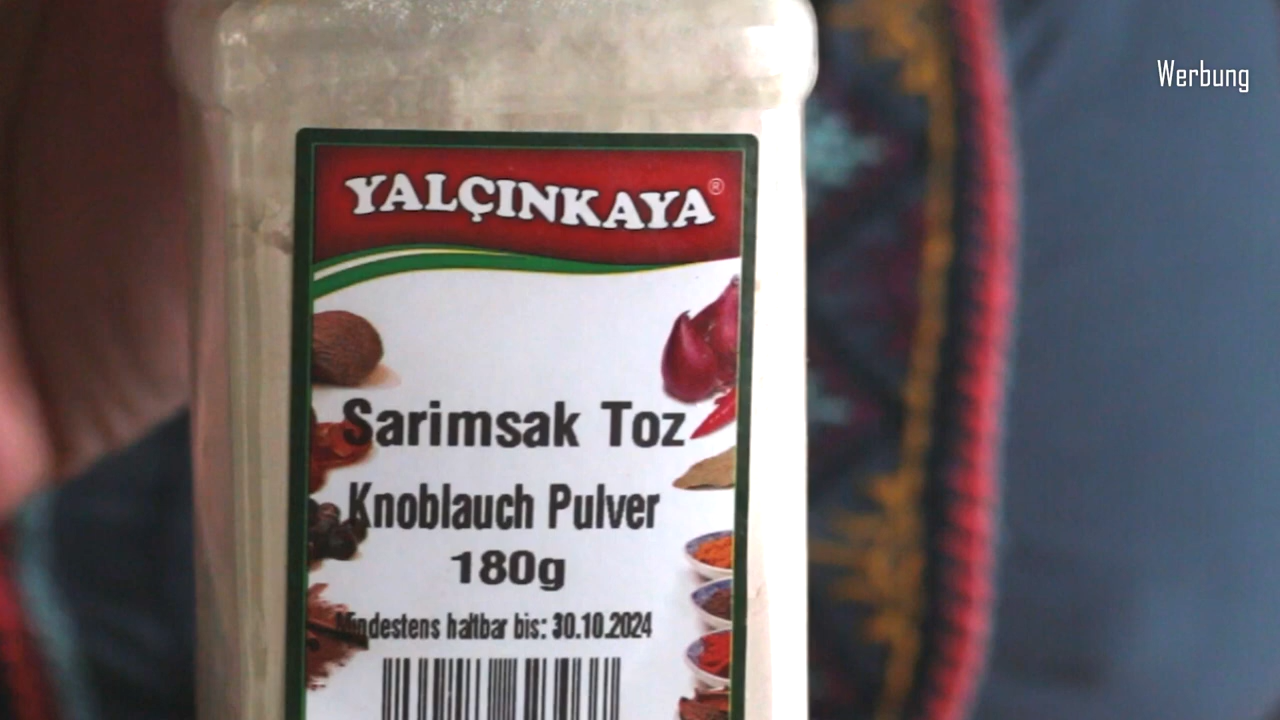 Werbung
YALÇINKAYA®
Sarimsak Toz
Knoblauch Pulver
180g
Mindestens haltbar bis: 30.10.2024